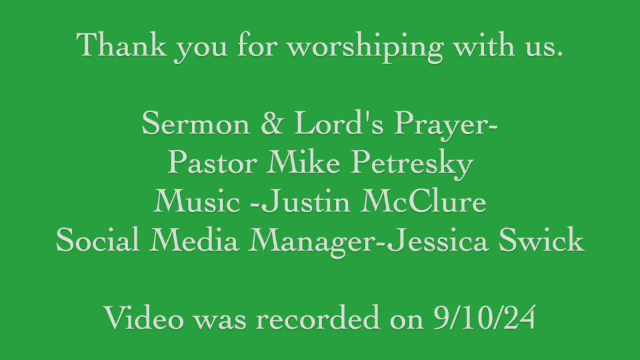 Thank you for worshiping with us.
Sermon & Lord's Prayer-
Pastor Mike Petresky
Music -Justin McClure
Social Media Manager-Jessica Swick
Video was recorded on 9/10/24